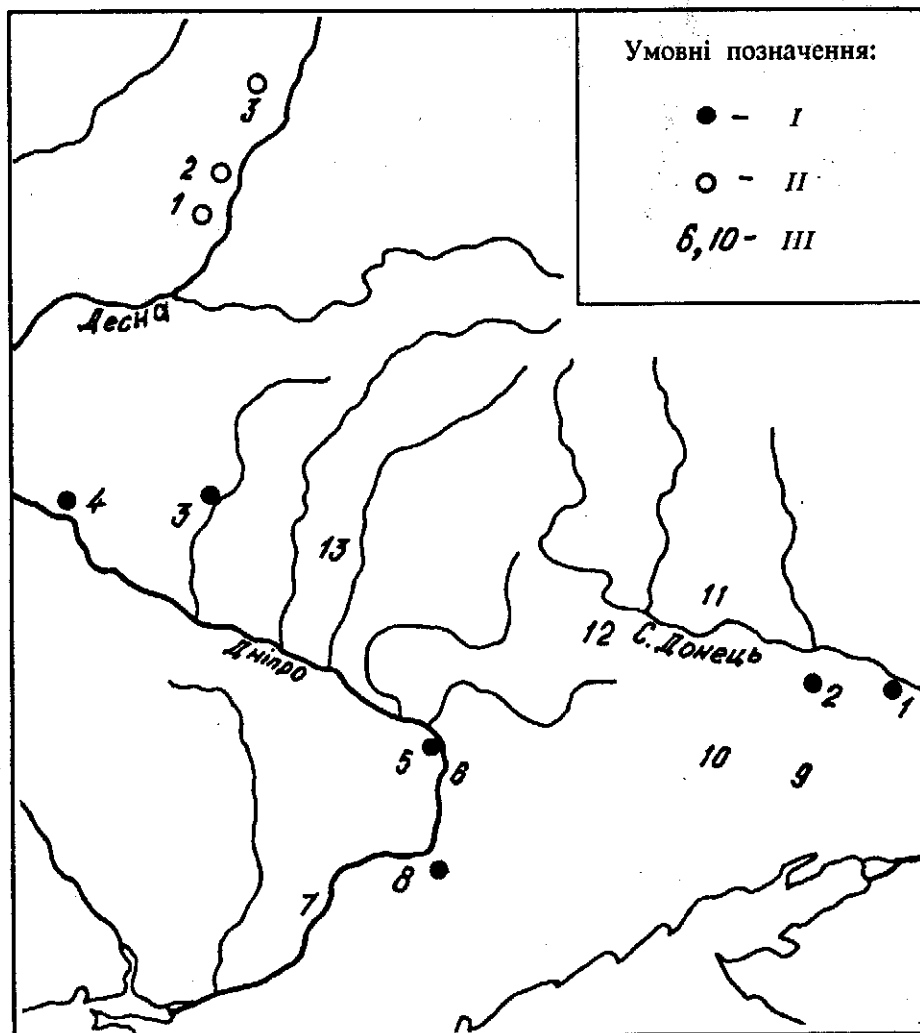 Умовні позначення:
● - I
○ - II
6, 10 - III
3
2
1
Десна
4
3
13
11
12
С. Донець
Дніпро
2
1
5
6
10
9
8
7